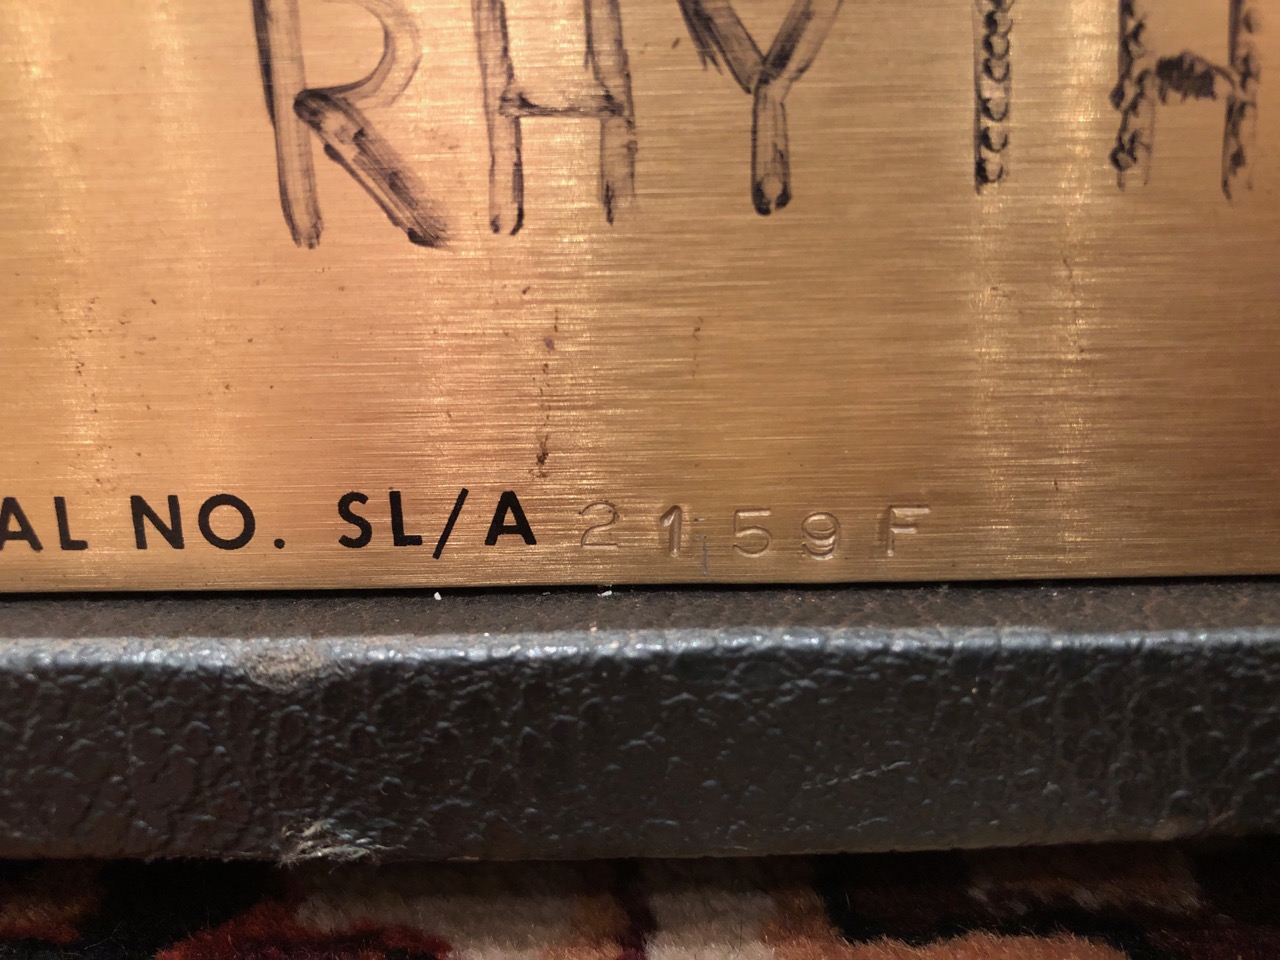 RHYTH
AL NO. SL/A 2159F